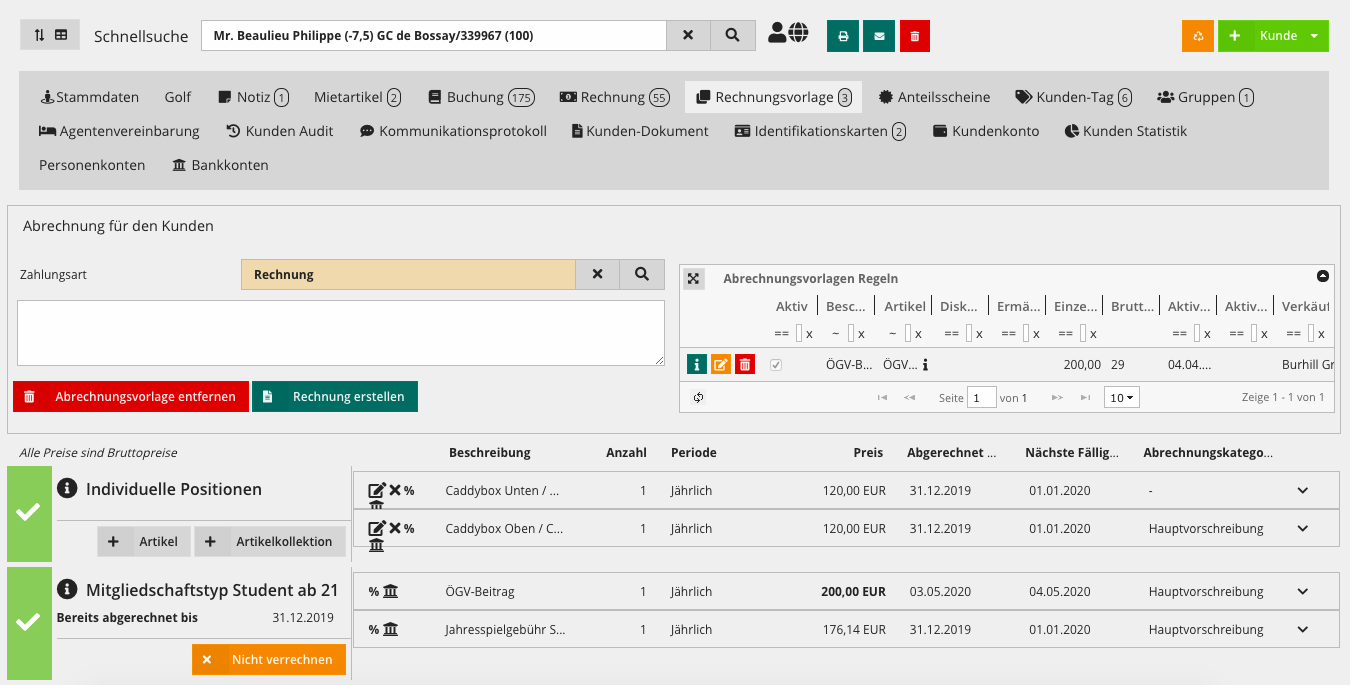 Schnellsuche Mr. Beaulieu Philippe (-7,5) GC de Bossay/339967 (100) Kunde
Stammdaten Golf Notiz 1 Mietartikel 2 Buchung 175 Rechnung 55 Rechnungsvorlage 3 Anteilsscheine Kunden-Tag 6 Gruppen 1
Agentenvereinbarung Kunden Audit Kommunikationsprotokoll Kunden-Dokument Identifikationskarten 2 Kundenkonto Kunden Statistik
Personenkonten Bankkonten
Abrechnung für den Kunden
Zahlungsart Rechnung
Abrechnungsvorlage entfernen Rechnung erstellen
Abrechnungsvorlagen Regeln
Aktiv Besc... Artikel Disk... Ermä... Einze... Brutt... Aktiv... Aktiv... Verkäuf
== x ~ x ~ x == x == x == x == x == x == x
ÖGV-B... ÖGV... 200,00 29 04.04.... Burhill Gr
Seite 1 von 1 10 Zeige 1 - 1 von 1
Alle Preise sind Bruttopreise Beschreibung Anzahl Periode Preis Abgerechnet ... Nächste Fällig... Abrechnungskatego...
Individuelle Positionen
Artikel Artikelkollektion
% Caddybox Unten / ... 1 Jährlich 120,00 EUR 31.12.2019 01.01.2020 -
% Caddybox Oben / C... 1 Jährlich 120,00 EUR 31.12.2019 01.01.2020 Hauptvorschreibung
Mitgliedschaftstyp Student ab 21
Bereits abgerechnet bis 31.12.2019
Nicht verrechnen
% ÖGV-Beitrag 1 Jährlich 200,00 EUR 03.05.2020 04.05.2020 Hauptvorschreibung
% Jahresspielgebühr S... 1 Jährlich 176,14 EUR 31.12.2019 01.01.2020 Hauptvorschreibung